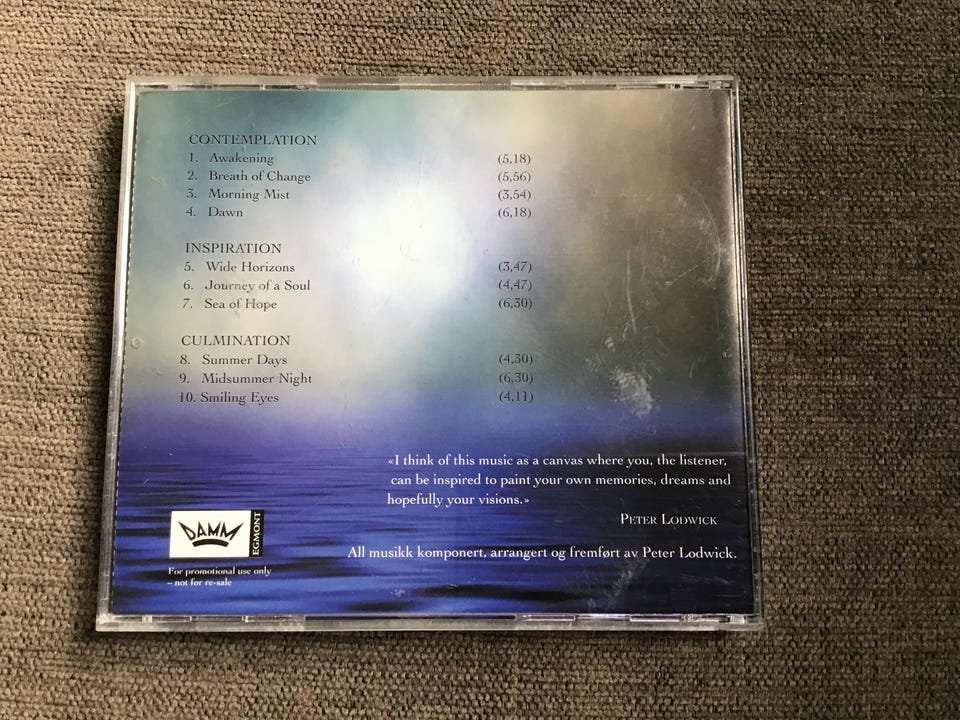 CONTEMPLATION
1. Awakening (5,18)
2. Breath of Change (5,56)
3. Morning Mist (3,54)
4. Dawn (6,18)
INSPIRATION
5. Wide Horizons (3,47)
6. Journey of a Soul (4,47)
7. Sea of Hope (6,30)
CULMINATION
8. Summer Days (4,30)
9. Midsummer Night (6,30)
10. Smiling Eyes (4,11)
«I think of this music as a canvas where you, the listener,
can be inspired to paint your own memories, dreams and
hopefully your visions.»
PETER LODWICK
DAMM
EGMONT
All musikk komponert, arrangert og fremført av Peter Lodwick.
For promotional use only
– not for re-sale